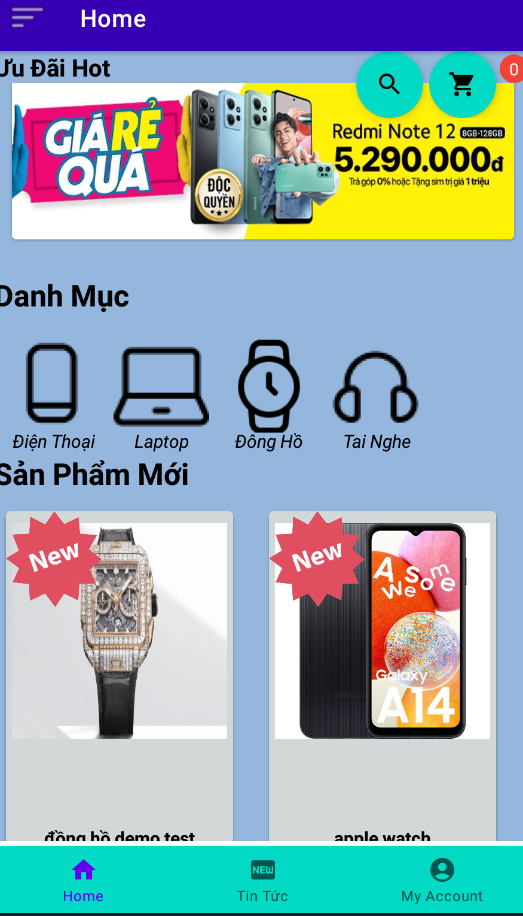 Home
Ưu Đãi Hot
0
GIÁ RẺ
QUÁ
ĐỘC
QUYỀN
Redmi Note 12 8GB-128GB
5.290.000đ
Trả góp 0% hoặc Tặng sim trị giá 1 triệu
Danh Mục
Điện Thoại
Laptop
Đông Hồ
Tai Nghe
Sản Phẩm Mới
New
New
Awesome
Galaxy
A14
đồng hồ demo test
apple watch
NEW
Home
Tin Tức
My Account